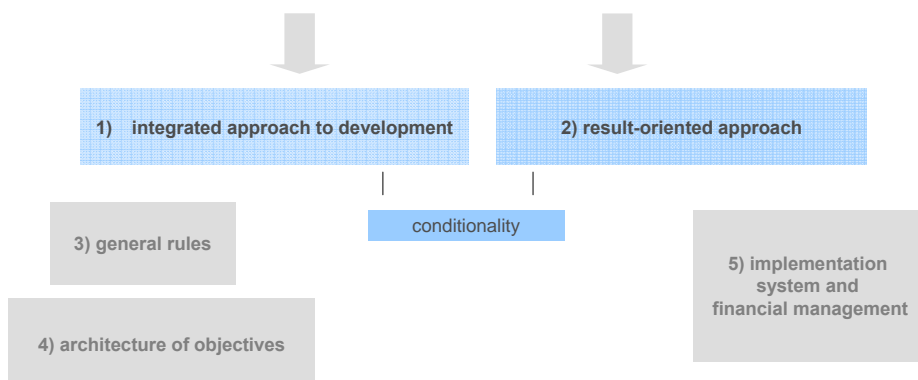 1) integrated approach to development
2) result-oriented approach
conditionality
3) general rules
5) implementation
system and
financial management
4) architecture of objectives